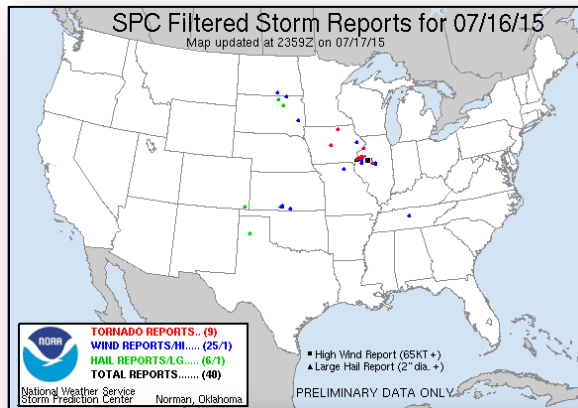 SPC Filtered Storm Reports for 07/16/15
Map updated at 2359Z on 07/17/15
TORNADO REPORTS.. (9)
WIND REPORTS/HI..... (25/1)
HAIL REPORTS/LG..... (6/1)
TOTAL REPORTS....... (40)
NOAA
National Weather Service
Storm Prediction Center Norman, Oklahoma
■ High Wind Report (65KT +)
▲ Large Hail Report (2" dia. +)
PRELIMINARY DATA ONLY